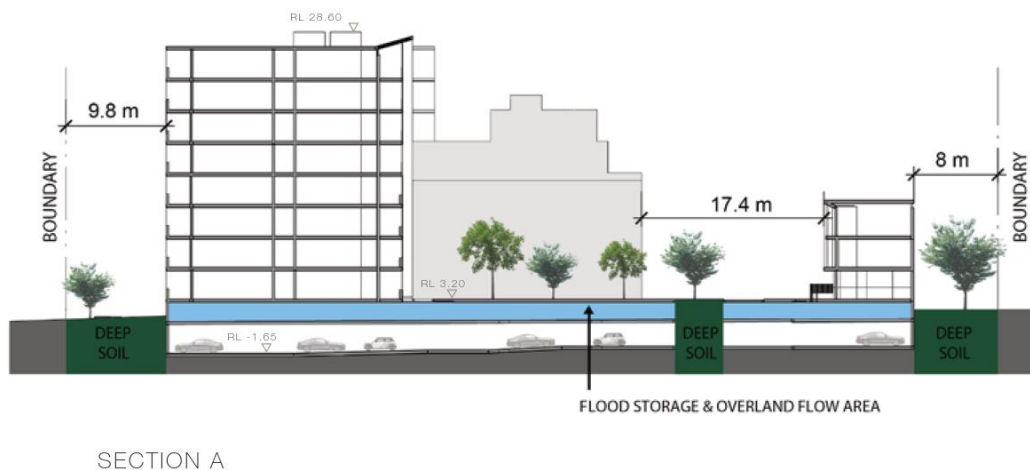 RL 28.60
9.8 m
BOUNDARY
8 m
BOUNDARY
17.4 m
RL 3.20
DEEP
SOIL
RL -1.65
DEEP
SOIL
DEEP
SOIL
FLOOD STORAGE & OVERLAND FLOW AREA
SECTION A